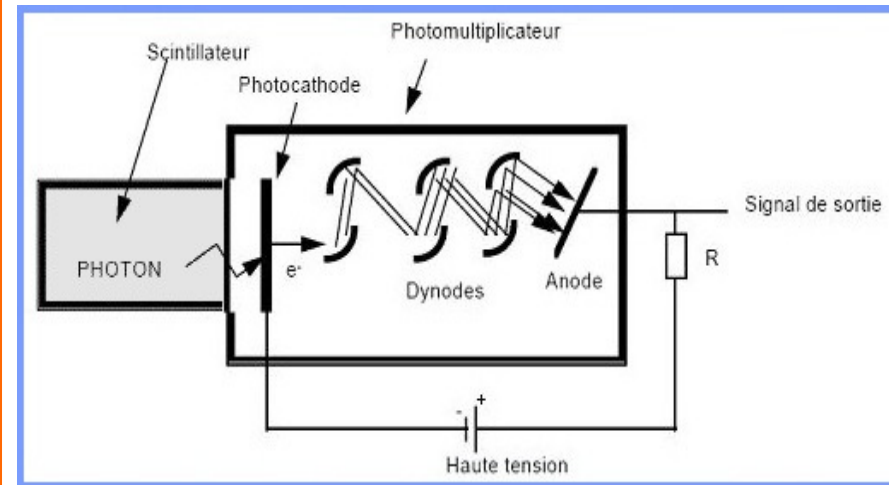 Photomultiplicateur
Scintillateur
Photocathode
PHOTON
e-
Dynodes
Anode
Signal de sortie
R
- +
Haute tension